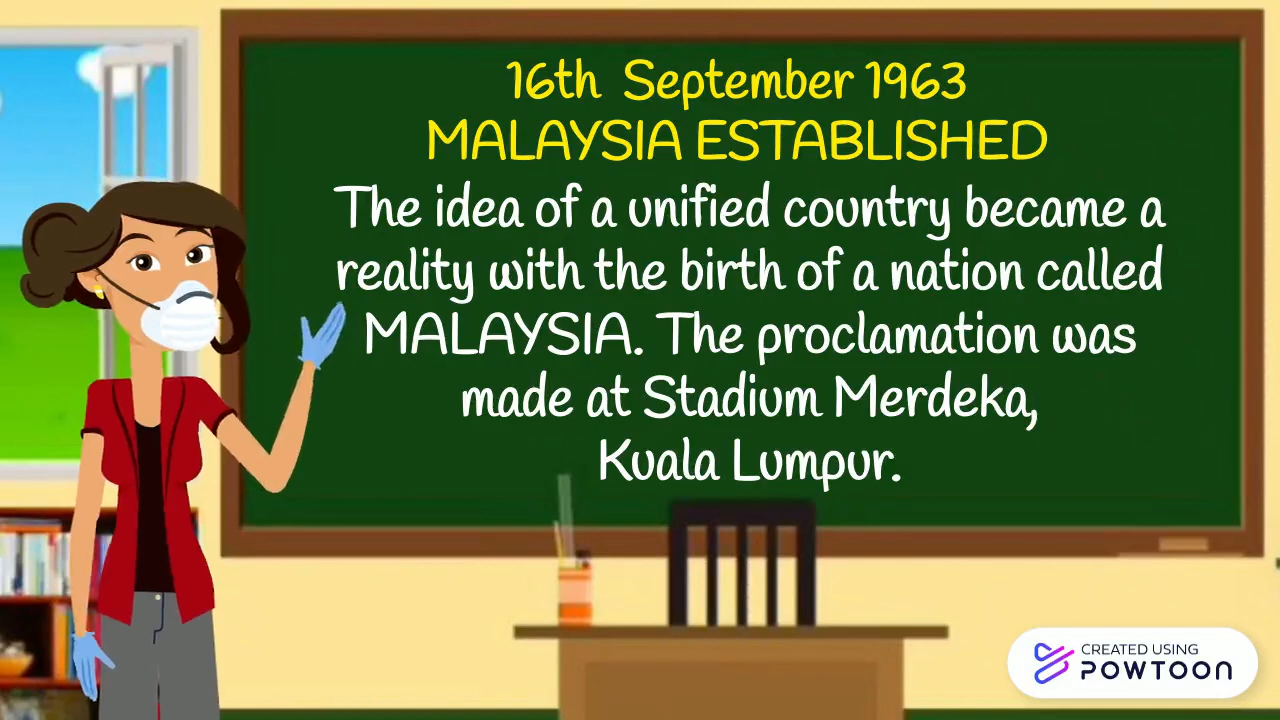 16th September 1963
MALAYSIA ESTABLISHED
The idea of a unified country became a
reality with the birth of a nation called
MALAYSIA. The proclamation was
made at Stadium Merdeka,
Kuala Lumpur.
CREATED USING
POWTOON